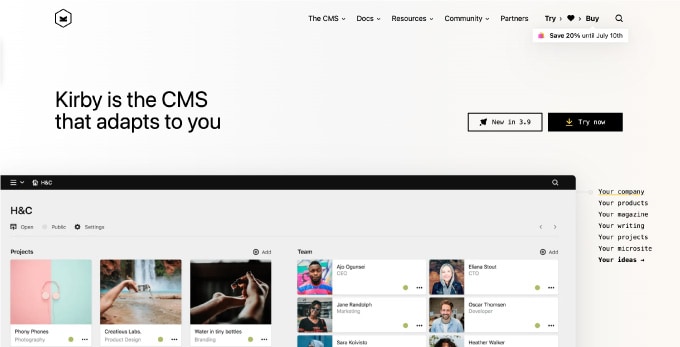 The CMS
Docs
Resources
Community
Partners
Try › ♥ › Buy
Save 20% until July 10th
Kirby is the CMS
that adapts to you
New in 3.9
Try now
H&C
Your company
Your products
Your magazine
Your writing
Your projects
Your microsite
Your ideas →
H&C
Open
Public
Settings
Projects
Add
Team
Add
Phony Phones
Photography
Creatious Labs.
Product Design
Water in tiny bottles
Branding
Ajo Ogunsei
CEO
Eliana Stout
CTO
Jane Randolph
Marketing
Oscar Thomsen
Developer
Sara Koivisto
Heather Walker